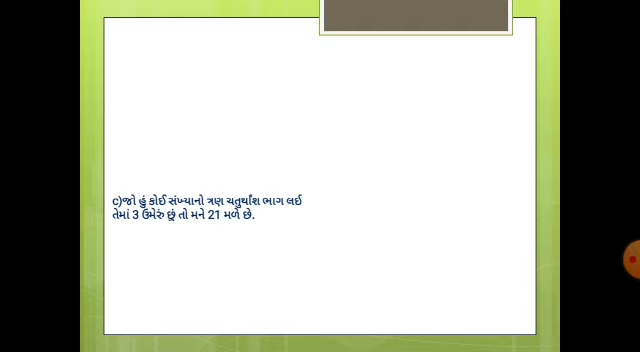 c)જો હું કોઈ સંખ્યાનો ત્રણ ચતુર્થાંશ ભાગ લઈ
તેમાં 3 ઉમેરું છું તો મને 21 મળે છે.